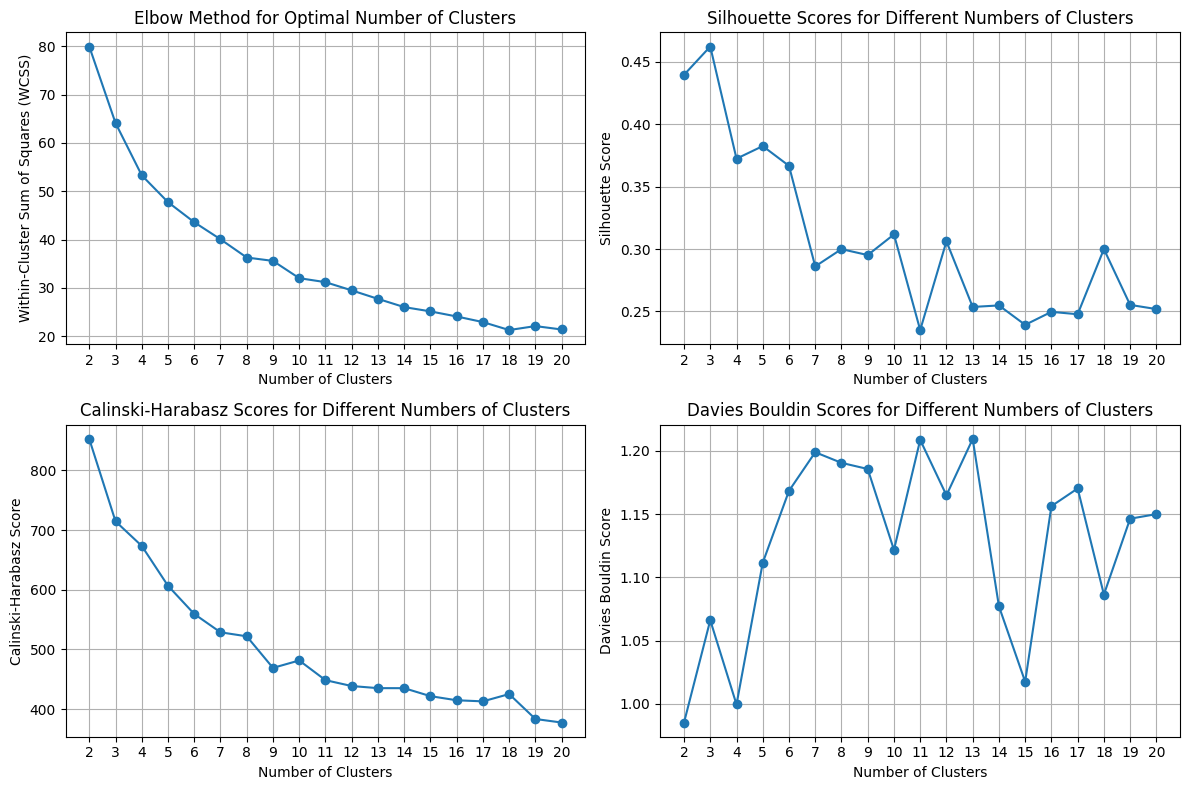 Elbow Method for Optimal Number of Clusters
Within-Cluster Sum of Squares (WCSS)
80
70
60
50
40
30
20
2 3 4 5 6 7 8 9 10 11 12 13 14 15 16 17 18 19 20
Number of Clusters
Silhouette Scores for Different Numbers of Clusters
Silhouette Score
0.45
0.40
0.35
0.30
0.25
2 3 4 5 6 7 8 9 10 11 12 13 14 15 16 17 18 19 20
Number of Clusters
Calinski-Harabasz Scores for Different Numbers of Clusters
Calinski-Harabasz Score
800
700
600
500
400
2 3 4 5 6 7 8 9 10 11 12 13 14 15 16 17 18 19 20
Number of Clusters
Davies Bouldin Scores for Different Numbers of Clusters
Davies Bouldin Score
1.20
1.15
1.10
1.05
1.00
2 3 4 5 6 7 8 9 10 11 12 13 14 15 16 17 18 19 20
Number of Clusters